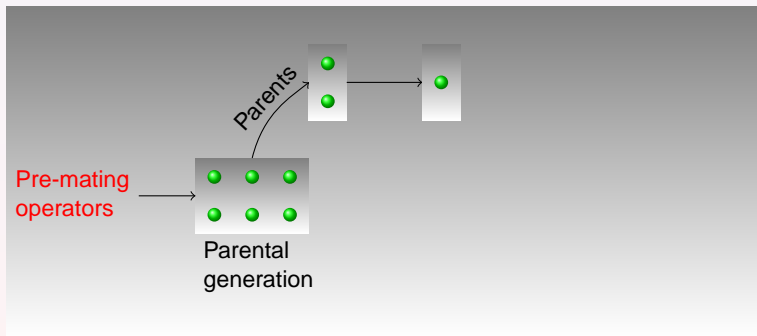 Parents
Pre-mating
operators
Parental
generation